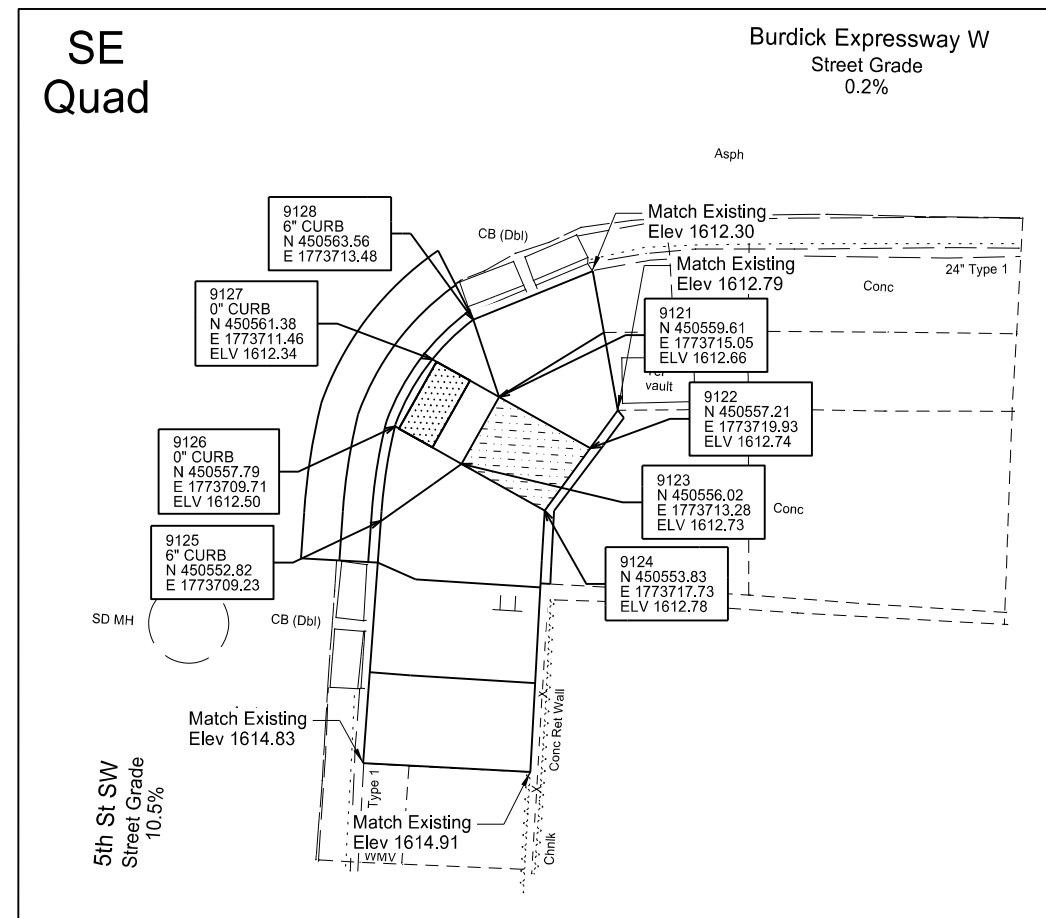 SE
Quad
Burdick Expressway W
Street Grade
0.2%
Asph
9128
6" CURB
N 450563.56
E 1773713.48
CB (Dbl)
Match Existing
Elev 1612.30
Match Existing
Elev 1612.79
24" Type 1
Conc
9127
0" CURB
N 450561.38
E 1773711.46
ELV 1612.34
9121
N 450559.61
E 1773715.05
ELV 1612.66
vault
9122
N 450557.21
E 1773719.93
ELV 1612.74
9126
0" CURB
N 450557.79
E 1773709.71
ELV 1612.50
9123
N 450556.02
E 1773713.28
ELV 1612.73
Conc
9125
6" CURB
N 450552.82
E 1773709.23
9124
N 450553.83
E 1773717.73
ELV 1612.78
SD MH
CB (Dbl)
Match Existing
Elev 1614.83
Conc Ret Wall
5th St SW
Street Grade
10.5%
Type 1
Match Existing
Elev 1614.91
WMV
Chnlk